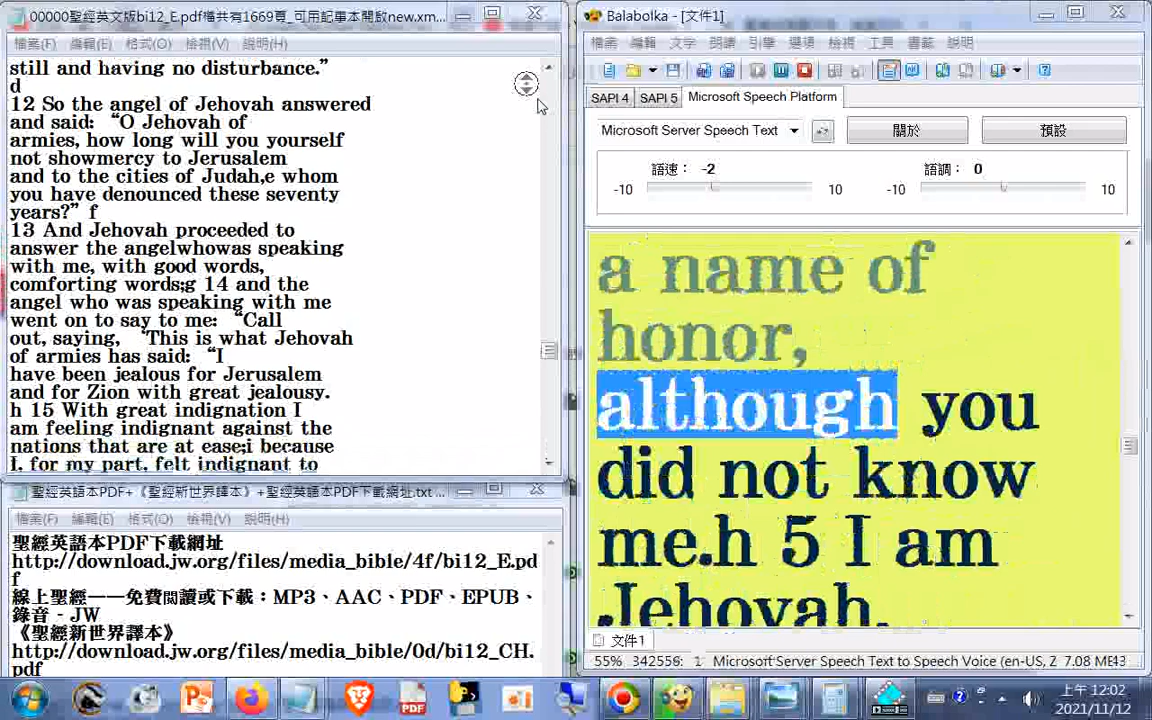 00000聖經英文版bi12_E.pdf檔共有1669頁_可用記事本開啟new.xm...
檔案(F) 編輯(E) 格式(O) 檢視(V) 說明(H)
still and having no disturbance.”
d
12 So the angel of Jehovah answered
and said: “O Jehovah of
armies, how long will you yourself
not showmercy to Jerusalem
and to the cities of Judah,e whom
you have denounced these seventy
years?” f
13 And Jehovah proceeded to
answer the angelwhowas speaking
with me, with good words,
comforting words;g 14 and the
angel who was speaking with me
went on to say to me: “Call
out, saying, ‘This is what Jehovah
of armies has said: “I
have been jealous for Jerusalem
and for Zion with great jealousy.
h 15 With great indignation I
am feeling indignant against the
nations that are at ease;i because
I, for my part, felt indignant to
聖經英語本PDF+《聖經新世界譯本》+聖經英語本PDF下載網址.txt ...
檔案(F) 編輯(E) 格式(O) 檢視(V) 說明(H)
聖經英語本PDF下載網址
http://download.jw.org/files/media_bible/4f/bi12_E.pd
f
線上聖經──免費閱讀或下載：MP3、AAC、PDF、EPUB、
錄音 - JW
《聖經新世界譯本》
http://download.jw.org/files/media_bible/0d/bi12_CH.
pdf
Balabolka - [文件1]
檔案 編輯 文字 朗讀 引擎 選項 檢視 工具 書籤 說明
SAPI 4 SAPI 5 Microsoft Speech Platform
Microsoft Server Speech Text 關於 預設
語速： -2 語調： 0
-10 10 -10 10
a name of
honor,
although you
did not know
me.h 5 I am
Jehovah,
文件1
55% 342556: 1 Microsoft Server Speech Text to Speech Voice (en-US, Z 7.08 ME43
PDF
上午 12:02
2021/11/12